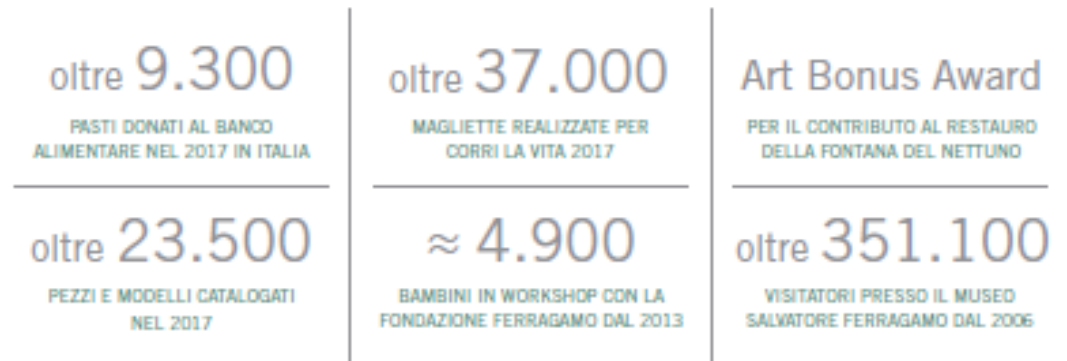 oltre 9.300
PASTI DONATI AL BANCO
ALIMENTARE NEL 2017 IN ITALIA
oltre 37.000
MAGLIETTE REALIZZATE PER
CORRI LA VITA 2017
Art Bonus Award
PER IL CONTRIBUTO AL RESTAURO
DELLA FONTANA DEL NETTUNO
oltre 23.500
PEZZI E MODELLI CATALOGATI
NEL 2017
≈ 4.900
BAMBINI IN WORKSHOP CON LA
FONDAZIONE FERRAGAMO DAL 2013
oltre 351.100
VISITATORI PRESSO IL MUSEO
SALVATORE FERRAGAMO DAL 2006